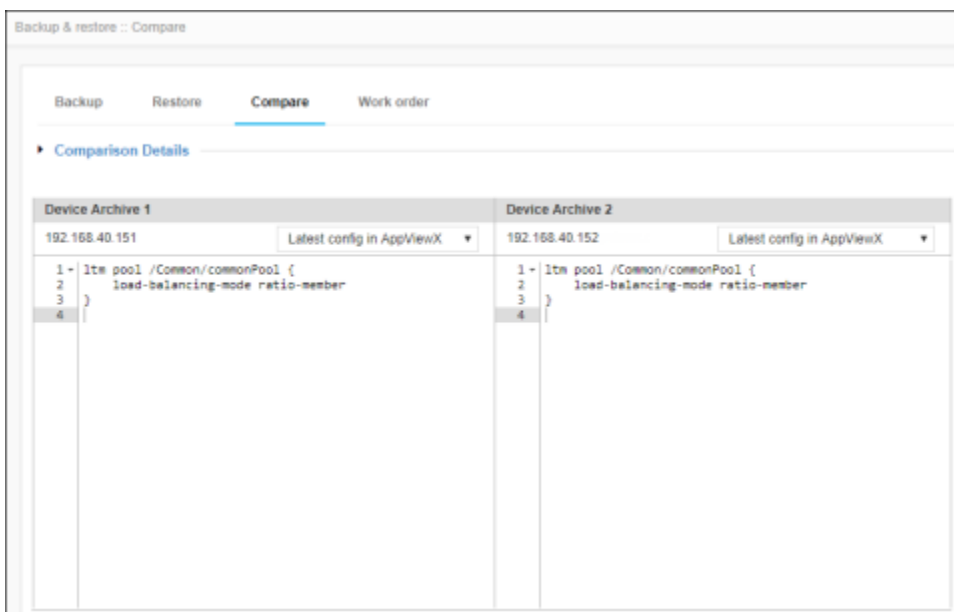 Backup & restore :: Compare
Backup Restore Compare Work order
Comparison Details
Device Archive 1 Device Archive 2
192.168.40.151 Latest config in AppViewX 192.168.40.152 Latest config in AppViewX
1 ltm pool /Common/commonPool {
2 load-balancing-mode ratio-member
3 }
4
1 ltm pool /Common/commonPool {
2 load-balancing-mode ratio-member
3 }
4